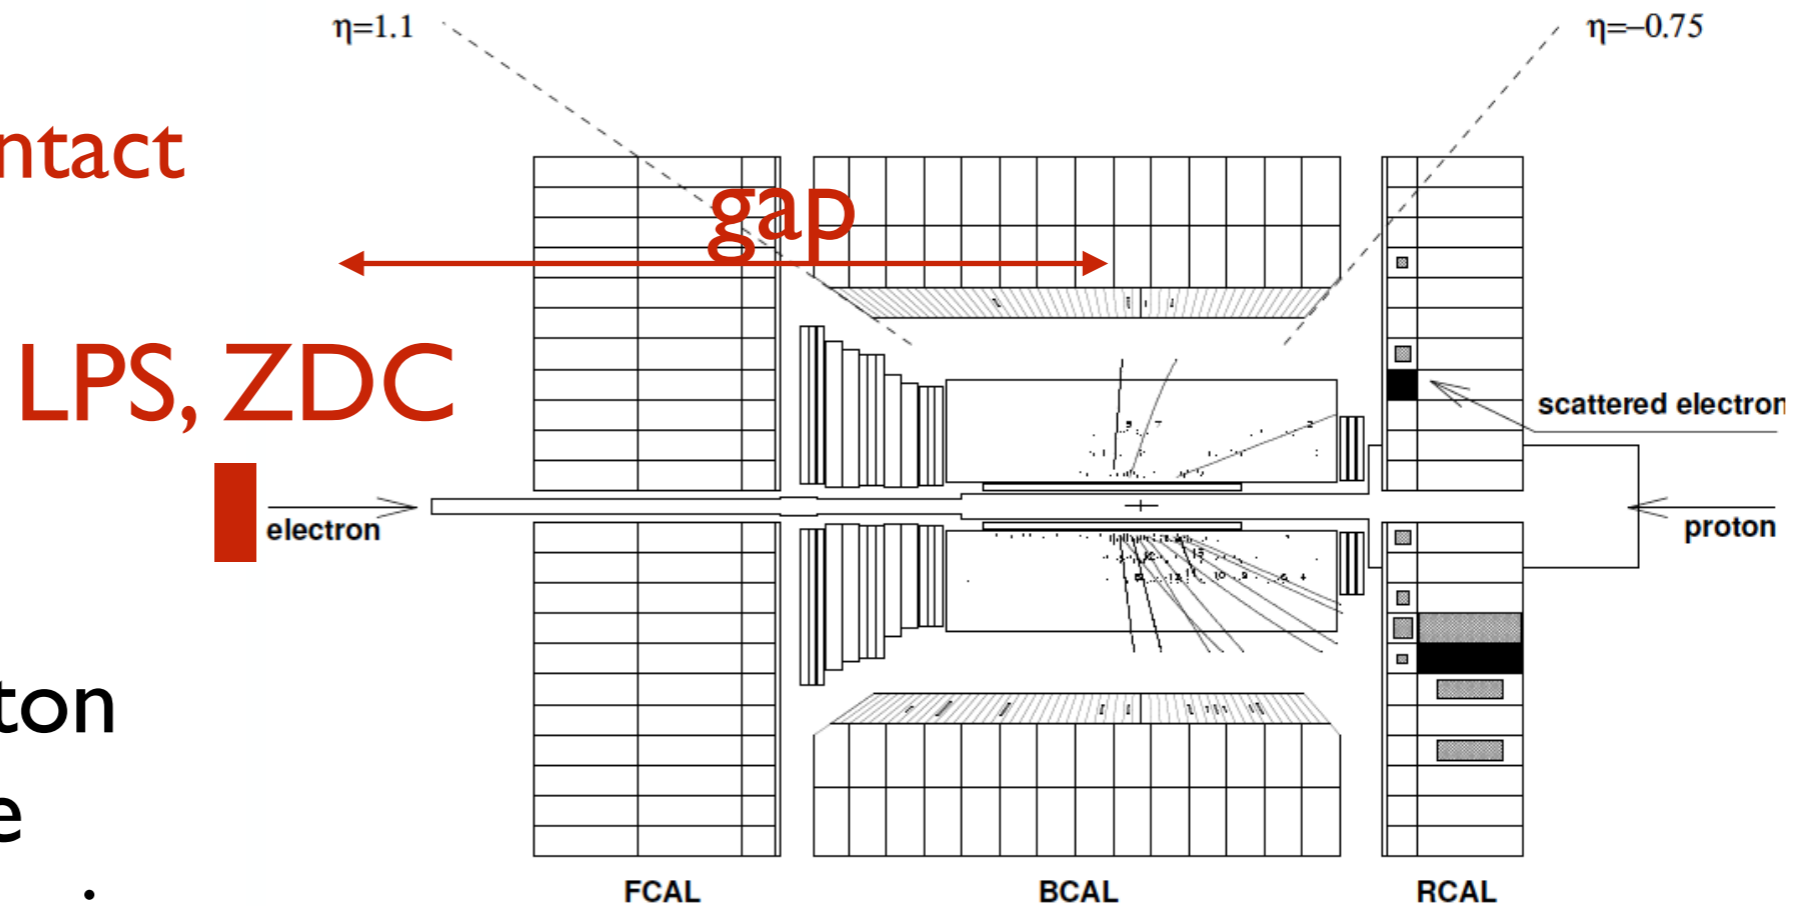 η=1.1
η=–0.75
ntact
gap
LPS, ZDC
scattered electron
electron
proton
ton
e
FCAL
BCAL
RCAL